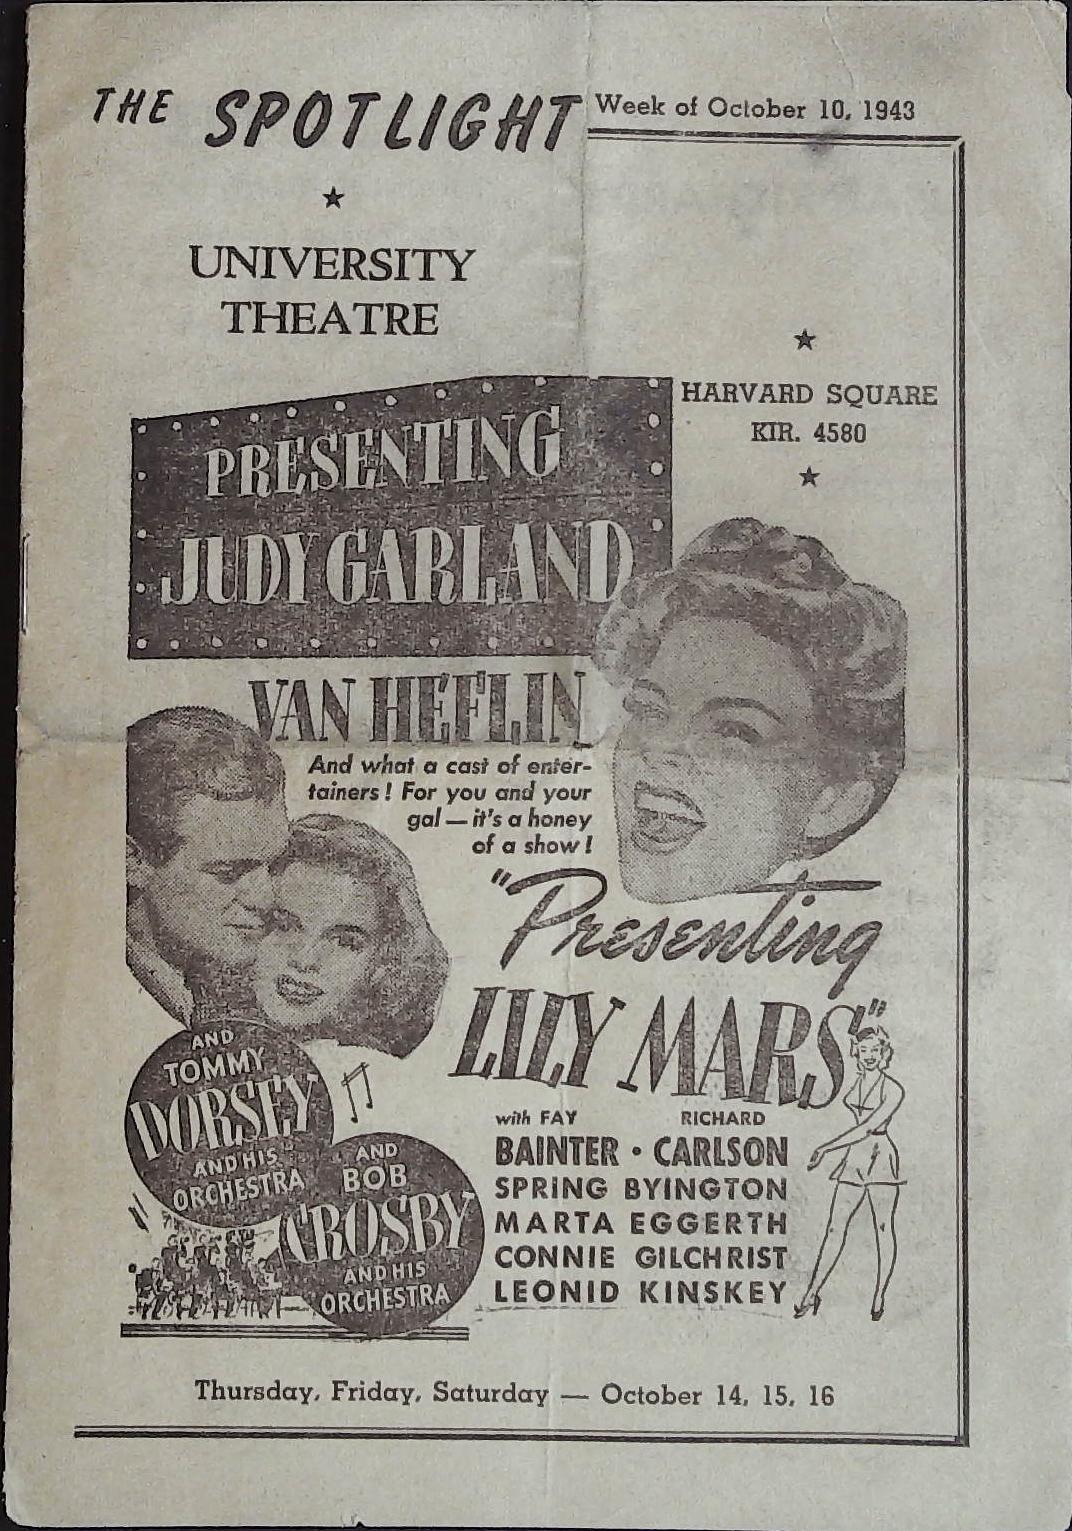 THE SPOTLIGHT
Week of October 10, 1943
UNIVERSITY
THEATRE
HARVARD SQUARE
KIR. 4580
PRESENTING
JUDY GARLAND
VAN HEFLIN
And what a cast of enter-
tainers! For you and your
gal — it's a honey
of a show!
"Presenting
LILY MARS"
AND
TOMMY
DORSEY
AND HIS
ORCHESTRA
AND
BOB
CROSBY
AND HIS
ORCHESTRA
with FAY RICHARD
BAINTER • CARLSON
SPRING BYINGTON
MARTA EGGERTH
CONNIE GILCHRIST
LEONID KINSKEY
Thursday, Friday, Saturday — October 14, 15, 16